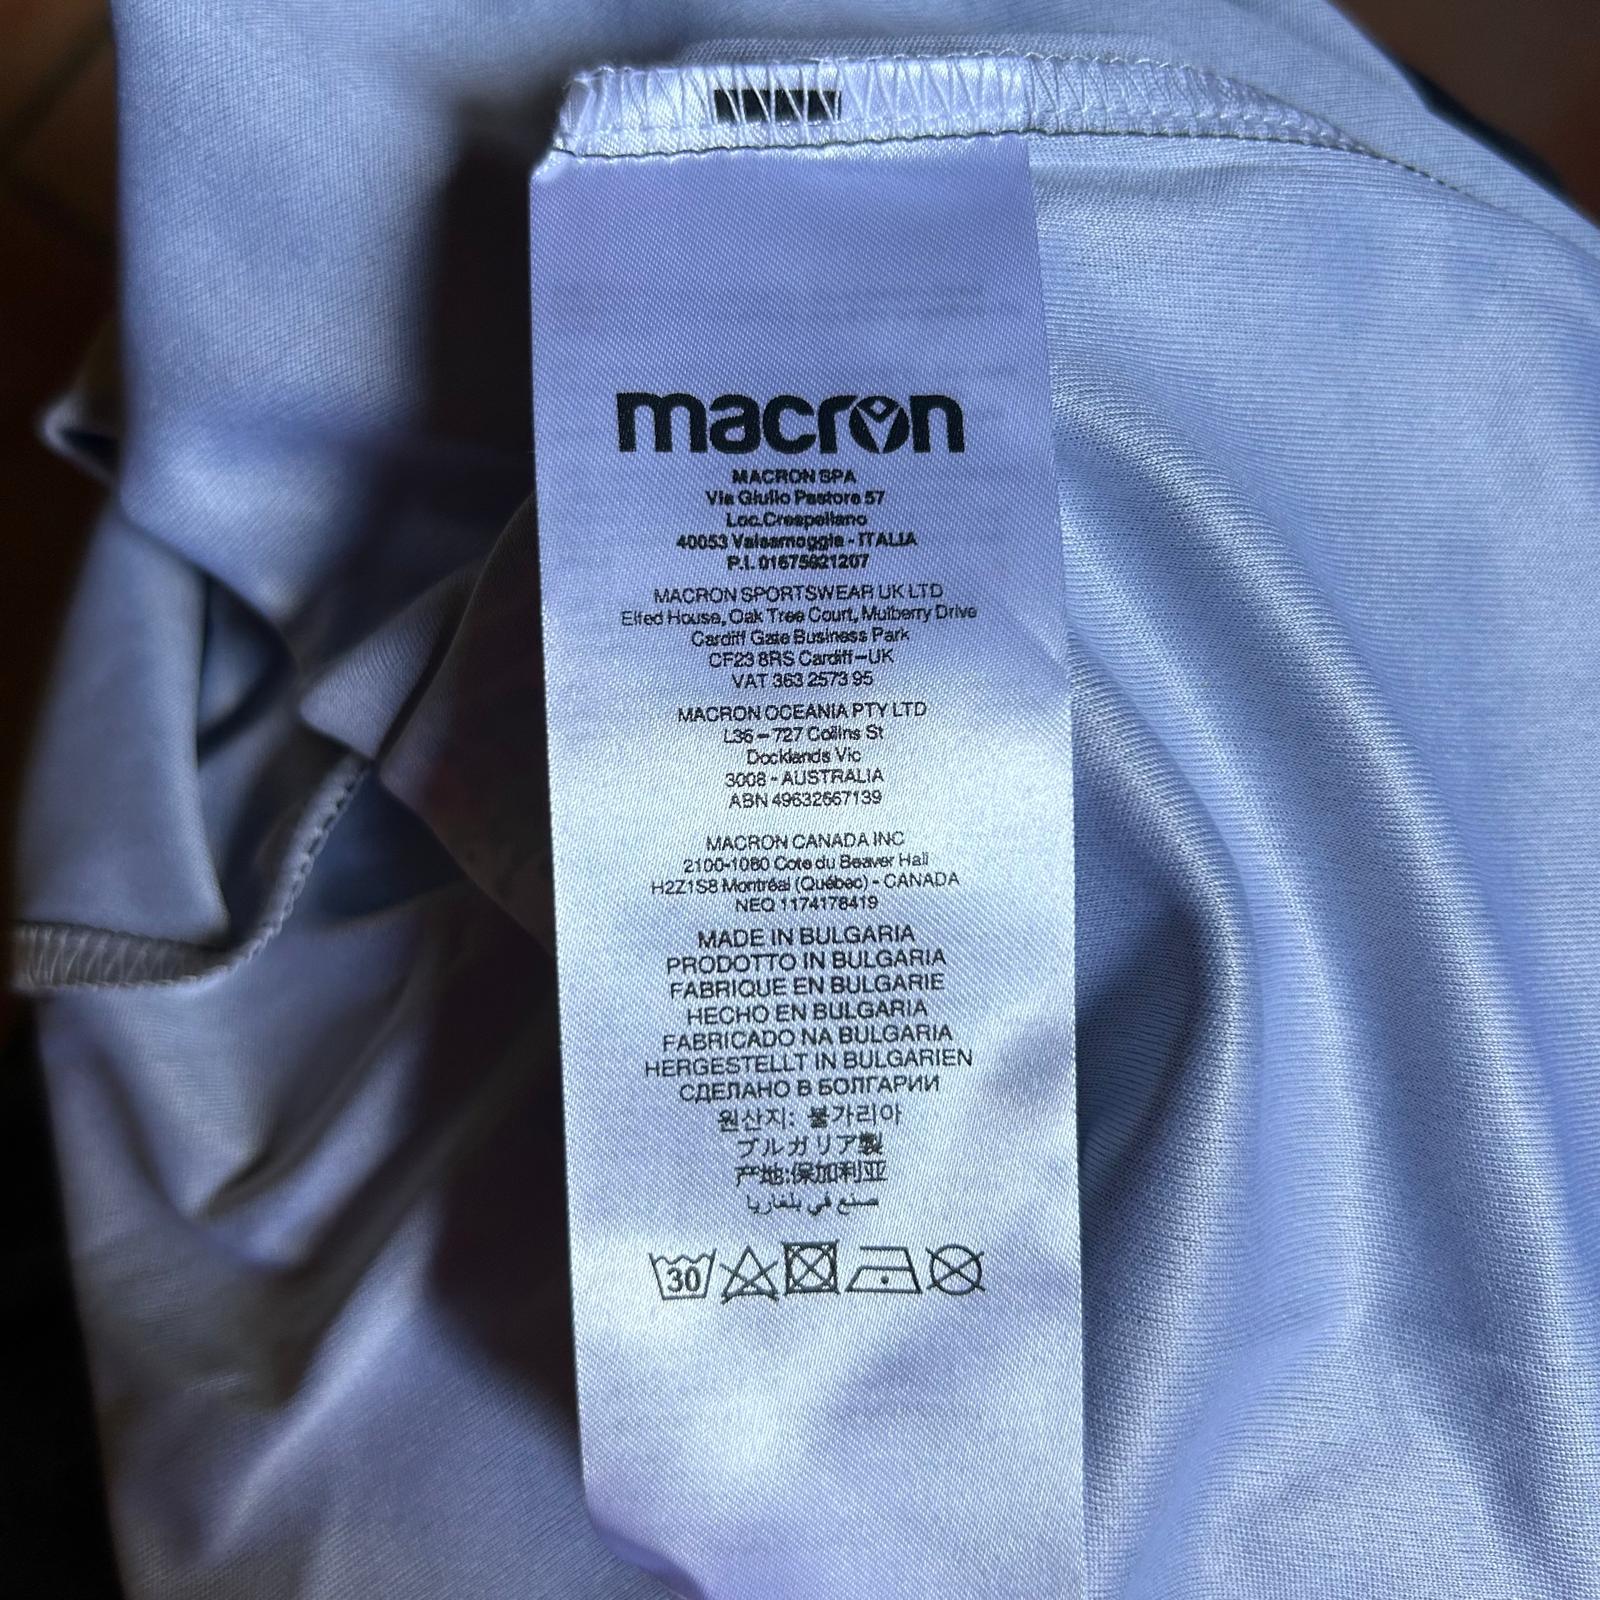 macron
MACRON SPA
Via Giulio Pastore 57
Loc.Crespellano
40053 Valsamoggia - ITALIA
P.I. 01675921207
MACRON SPORTSWEAR UK LTD
Elfed House, Oak Tree Court, Mulberry Drive
Cardiff Gate Business Park
CF23 8RS Cardiff-UK
VAT 363 2573 95
MACRON OCEANIA PTY LTD
L36 - 727 Collins St
Docklands Vic
3008 - AUSTRALIA
ABN 49632667139
MACRON CANADA INC
2100-1080 Cote du Beaver Hall
H2Z1S8 Montréal (Québec) - CANADA
NEQ 1174178419
MADE IN BULGARIA
PRODOTTO IN BULGARIA
FABRIQUE EN BULGARIE
HECHO EN BULGARIA
FABRICADO NA BULGARIA
HERGESTELLT IN BULGARIEN
СДЕЛАНО В БОЛГАРИИ
원산지: 불가리아
ブルガリア製
产地:保加利亚
صنع في بلغاريا
30